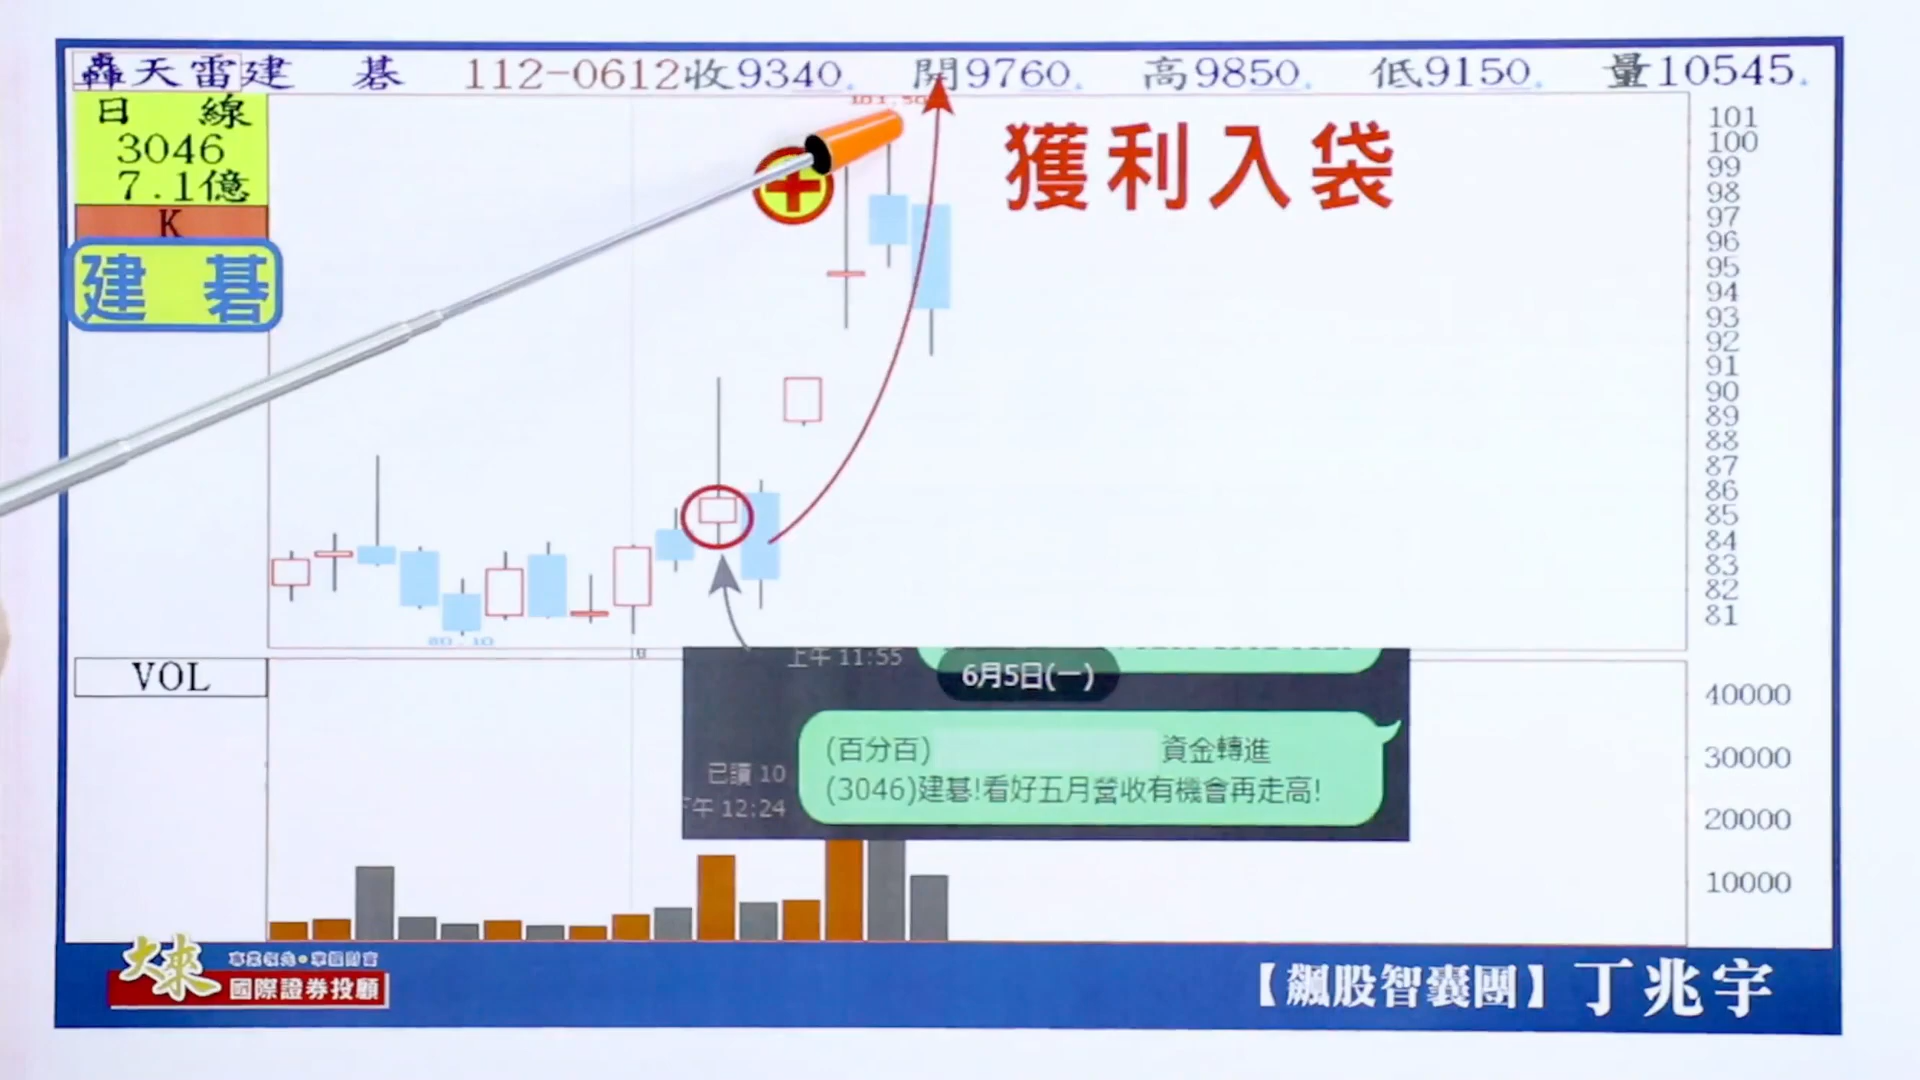 轟天雷建　碁　112-0612收9340.　開9760.　高9850.　低9150.　量10545.
日　線
3046
7.1億
K
建　碁
101.50
獲利入袋
101
100
99
98
97
96
95
94
93
92
91
90
89
88
87
86
85
84
83
82
81
80.10
VOL
上午 11:55
6月5日(一)
(百分百)　資金轉進
(3046)建碁!看好五月營收有機會再走高!
已讀 10
下午 12:24
40000
30000
20000
10000
大來
國際證券投顧
【飆股智囊團】丁兆宇